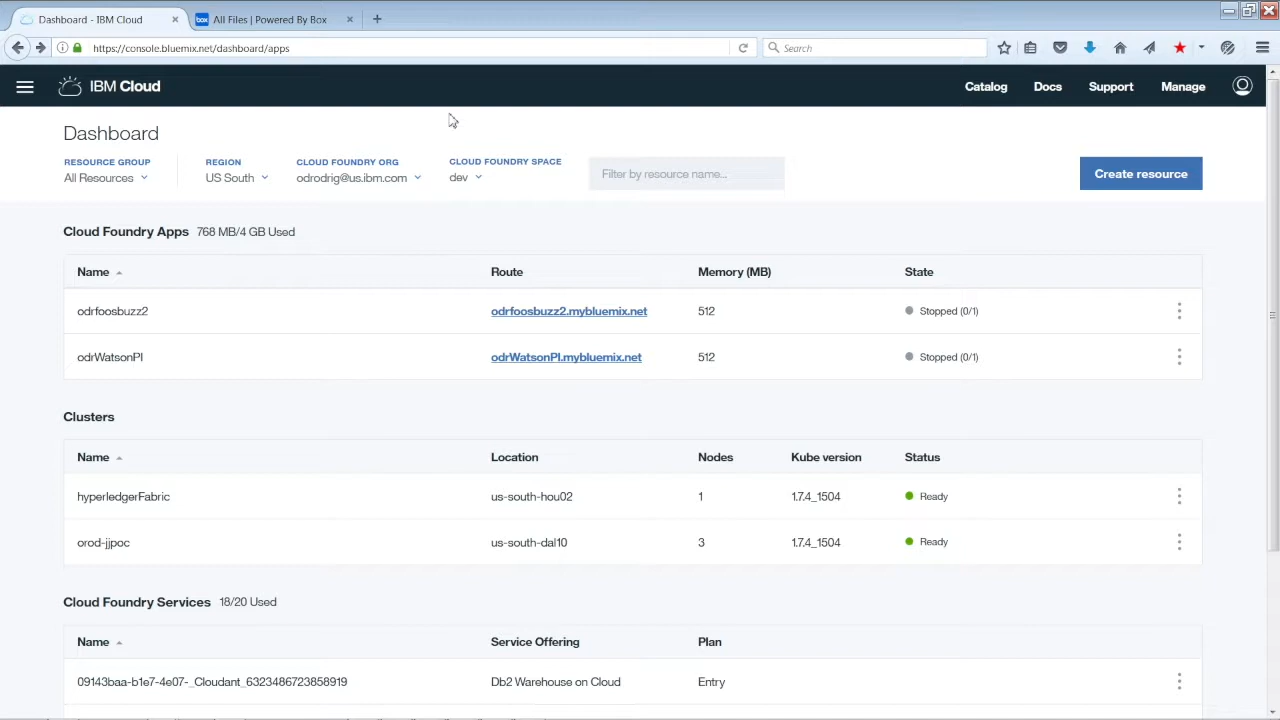 Dashboard - IBM Cloud
box All Files | Powered By Box
https://console.bluemix.net/dashboard/apps
Search
IBM Cloud
Catalog Docs Support Manage
Dashboard
RESOURCE GROUP REGION CLOUD FOUNDRY ORG CLOUD FOUNDRY SPACE
All Resources US South odrodrig@us.ibm.com dev Filter by resource name... Create resource
Cloud Foundry Apps 768 MB/4 GB Used
Name Route Memory (MB) State
odrfoosbuzz2 odrfoosbuzz2.mybluemix.net 512 Stopped (0/1)
odrWatsonPI odrWatsonPI.mybluemix.net 512 Stopped (0/1)
Clusters
Name Location Nodes Kube version Status
hyperledgerFabric us-south-hou02 1 1.7.4_1504 Ready
orod-jjpoc us-south-dal10 3 1.7.4_1504 Ready
Cloud Foundry Services 18/20 Used
Name Service Offering Plan
09143baa-b1e7-4e07-_Cloudant_6323486723858919 Db2 Warehouse on Cloud Entry